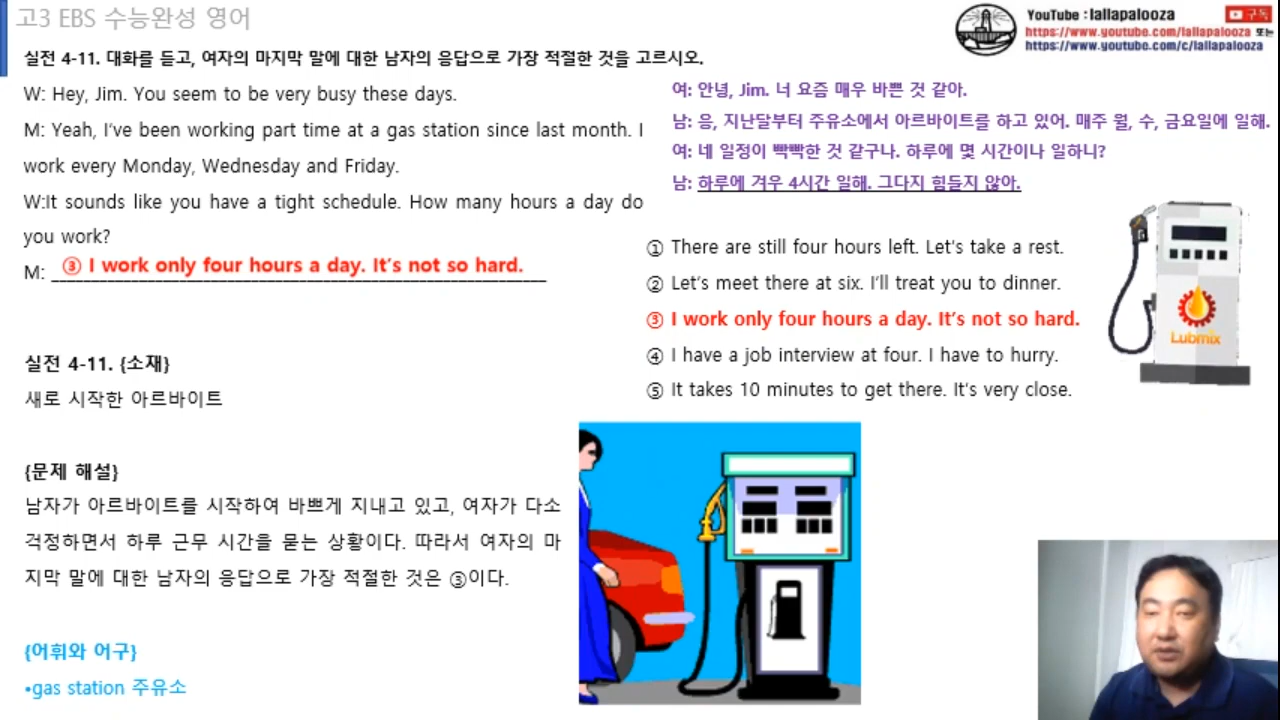 고3 EBS 수능완성 영어
YouTube : lallapalooza
구독
https://www.youtube.com/lallapalooza 또는
https://www.youtube.com/c/lallapalooza
실전 4-11. 대화를 듣고, 여자의 마지막 말에 대한 남자의 응답으로 가장 적절한 것을 고르시오.
W: Hey, Jim. You seem to be very busy these days.
M: Yeah, I've been working part time at a gas station since last month. I
work every Monday, Wednesday and Friday.
W:It sounds like you have a tight schedule. How many hours a day do
you work?
M: ③ I work only four hours a day. It's not so hard.
여: 안녕, Jim. 너 요즘 매우 바쁜 것 같아.
남: 응, 지난달부터 주유소에서 아르바이트를 하고 있어. 매주 월, 수, 금요일에 일해.
여: 네 일정이 빡빡한 것 같구나. 하루에 몇 시간이나 일하니?
남: 하루에 겨우 4시간 일해. 그다지 힘들지 않아.
① There are still four hours left. Let's take a rest.
② Let's meet there at six. I'll treat you to dinner.
③ I work only four hours a day. It's not so hard.
④ I have a job interview at four. I have to hurry.
⑤ It takes 10 minutes to get there. It's very close.
Lubmix
실전 4-11. {소재}
새로 시작한 아르바이트
{문제 해설}
남자가 아르바이트를 시작하여 바쁘게 지내고 있고, 여자가 다소
걱정하면서 하루 근무 시간을 묻는 상황이다. 따라서 여자의 마
지막 말에 대한 남자의 응답으로 가장 적절한 것은 ③이다.
{어휘와 어구}
•gas station 주유소